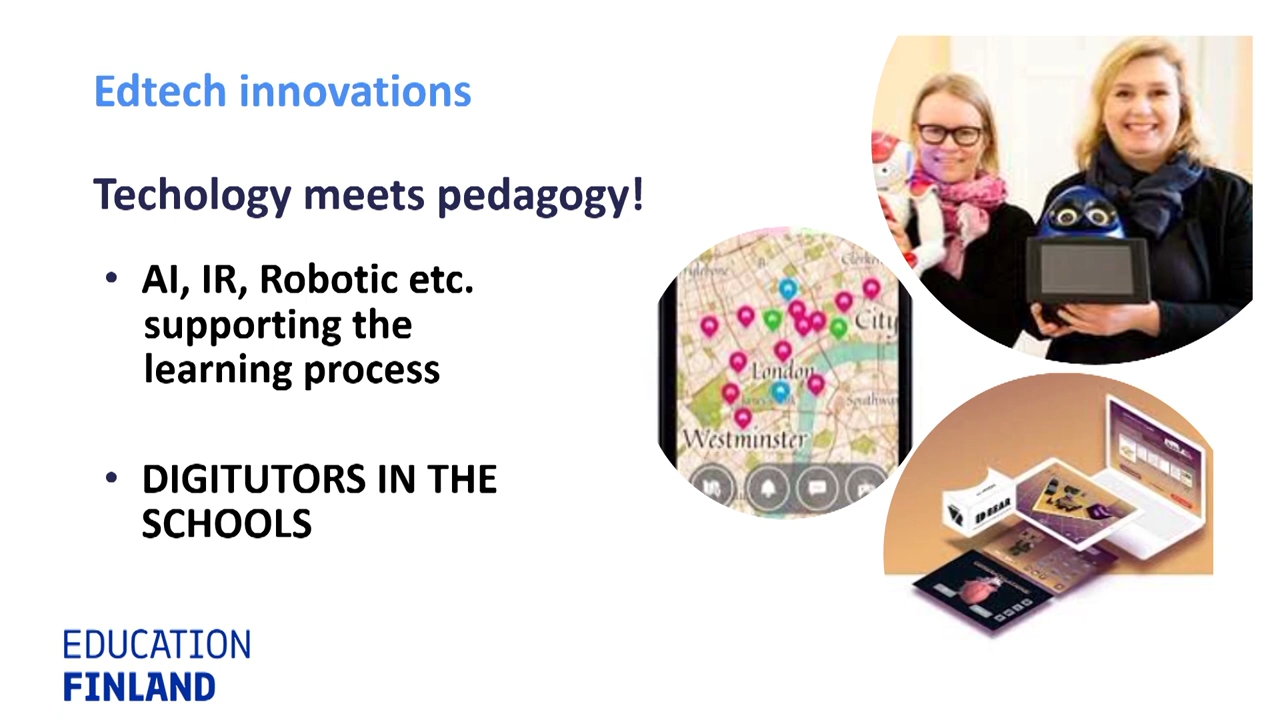 Edtech innovations
Techology meets pedagogy!
• AI, IR, Robotic etc.
supporting the
learning process
• DIGITUTORS IN THE
SCHOOLS
City
London
Westminster
EDUCATION
FINLAND